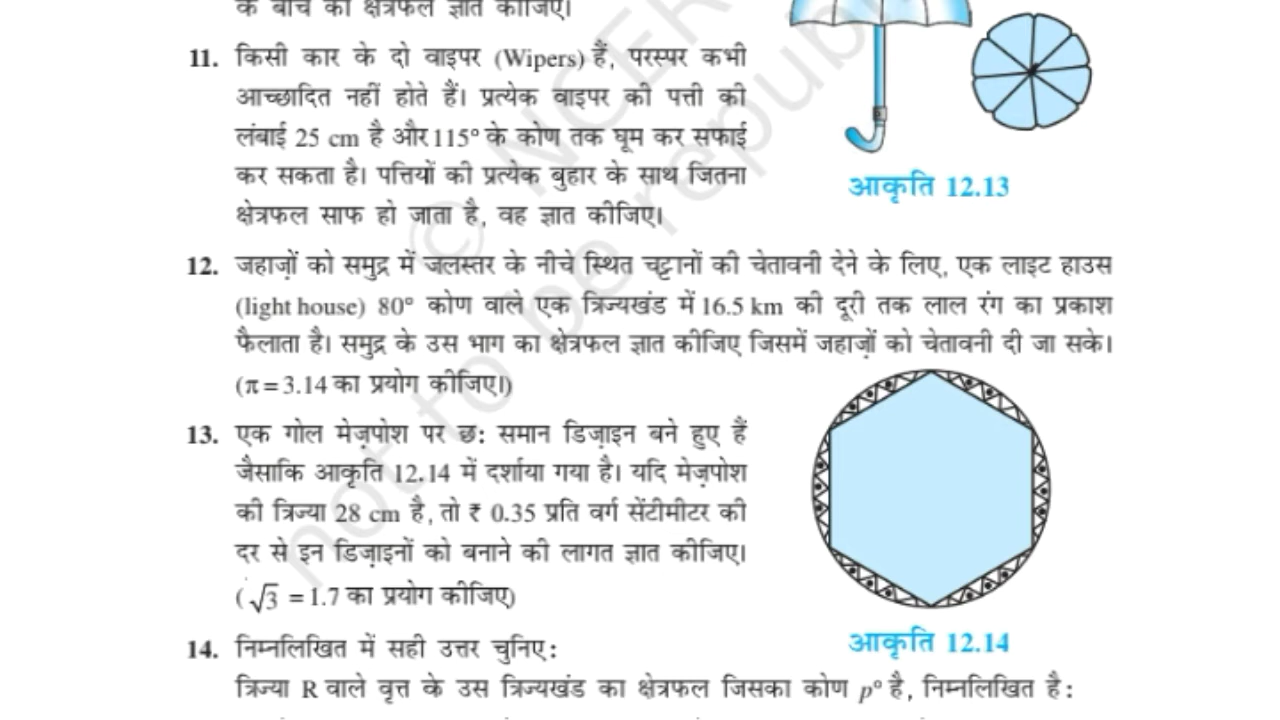 के बीच का क्षेत्रफल ज्ञात कीजिए।
11. किसी कार के दो वाइपर (Wipers) हैं, परस्पर कभी
आच्छादित नहीं होते हैं। प्रत्येक वाइपर की पत्ती की
लंबाई 25 cm है और 115° के कोण तक घूम कर सफाई
कर सकता है। पत्तियों की प्रत्येक बुहार के साथ जितना
क्षेत्रफल साफ हो जाता है, वह ज्ञात कीजिए।
आकृति 12.13
12. जहाज़ों को समुद्र में जलस्तर के नीचे स्थित चट्टानों की चेतावनी देने के लिए, एक लाइट हाउस
(light house) 80° कोण वाले एक त्रिज्यखंड में 16.5 km की दूरी तक लाल रंग का प्रकाश
फैलाता है। समुद्र के उस भाग का क्षेत्रफल ज्ञात कीजिए जिसमें जहाज़ों को चेतावनी दी जा सके।
(π = 3.14 का प्रयोग कीजिए।)
13. एक गोल मेज़पोश पर छ: समान डिज़ाइन बने हुए हैं
जैसाकि आकृति 12.14 में दर्शाया गया है। यदि मेज़पोश
की त्रिज्या 28 cm है, तो ₹ 0.35 प्रति वर्ग सेंटीमीटर की
दर से इन डिज़ाइनों को बनाने की लागत ज्ञात कीजिए।
( √3 = 1.7 का प्रयोग कीजिए)
आकृति 12.14
14. निम्नलिखित में सही उत्तर चुनिए:
त्रिज्या R वाले वृत्त के उस त्रिज्यखंड का क्षेत्रफल जिसका कोण p° है, निम्नलिखित है:
© NCER
not to be republ